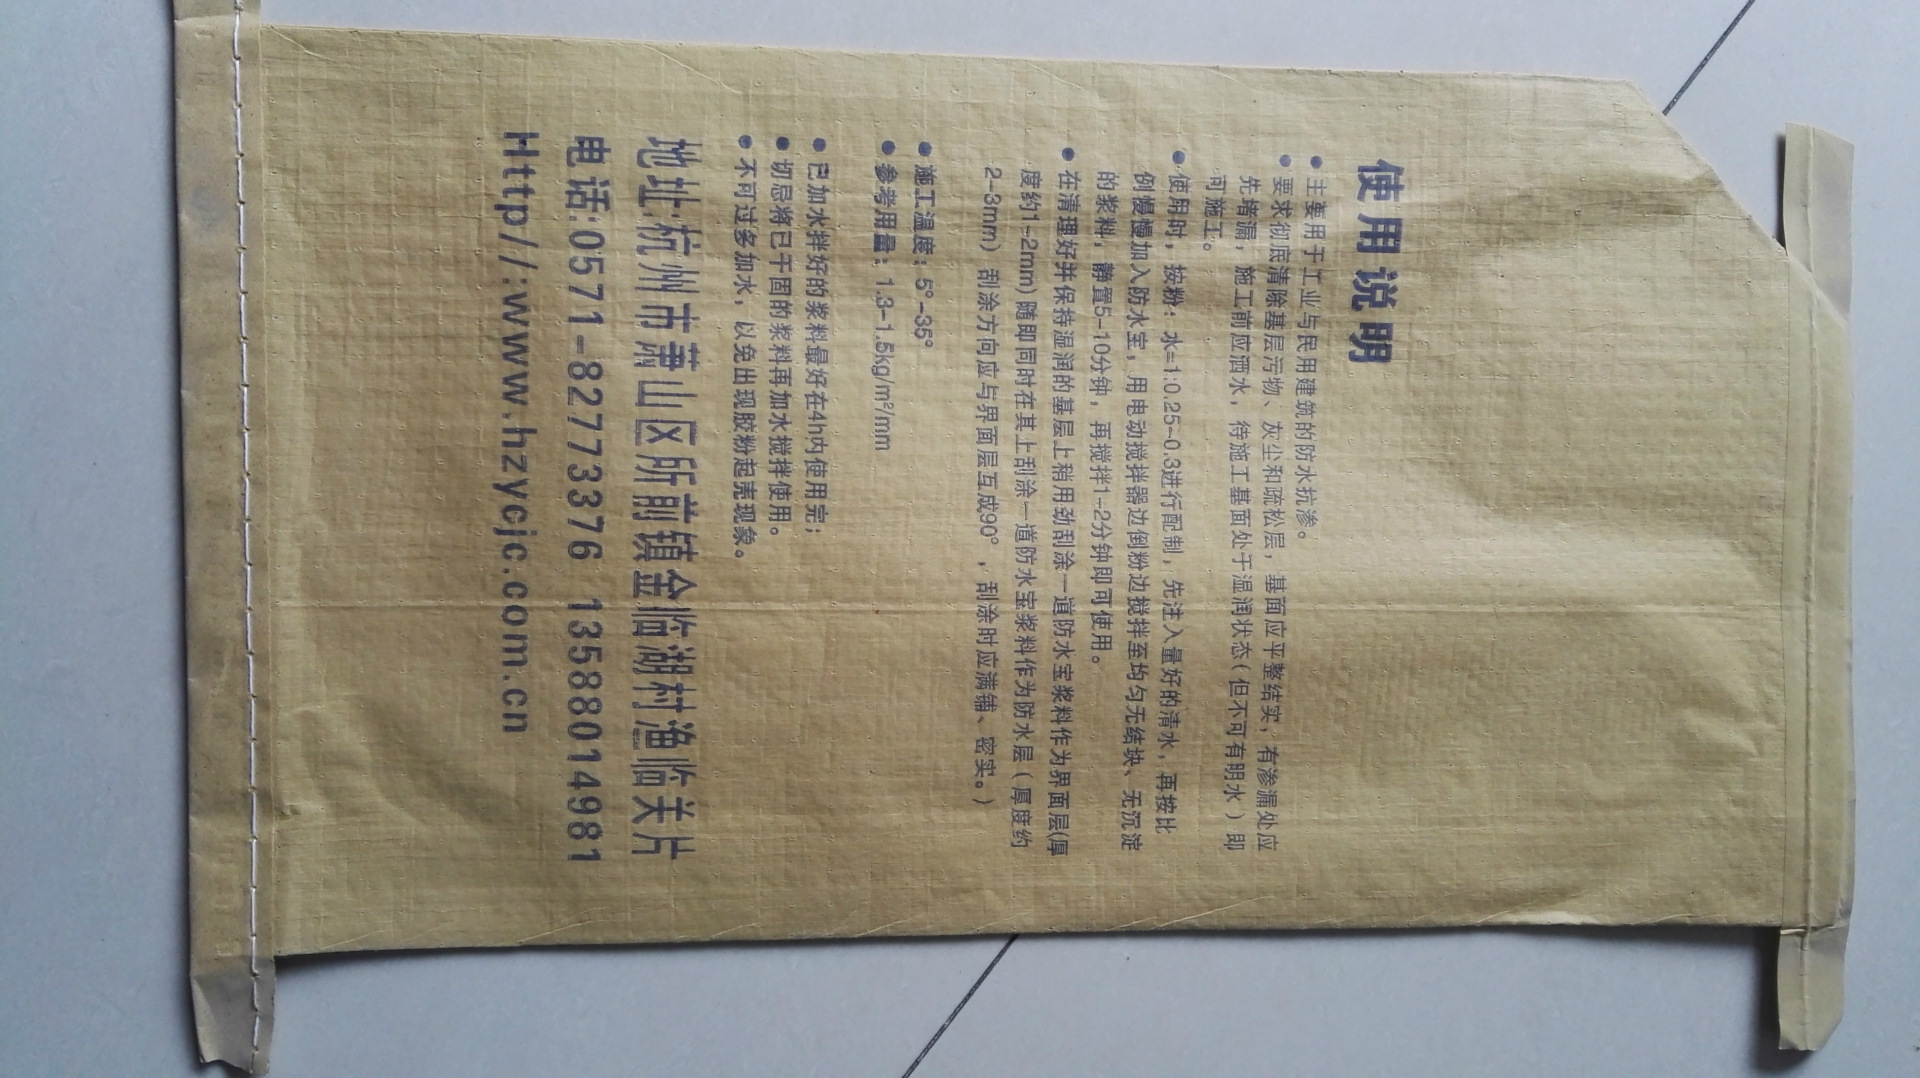 使用说明
●主要用于工业与民用建筑的防水抗渗。
●要求彻底清除基层污物、灰尘和疏松层，基面应平整结实，有渗漏处应
先堵漏，施工前应洒水，待施工基面处于湿润状态（但不可有明水）即
可施工。
●使用时，按粉：水=1:0.25-0.3进行配制，先注入量好的清水，再按比
例慢慢加入防水宝，用电动搅拌器边倒粉边搅拌至均匀无结块、无沉淀
的浆料，静置5-10分钟，再搅拌1-2分钟即可使用。
●在清理好并保持湿润的基层上稍用劲刮涂一道防水宝浆料作为界面层(厚
度约1-2mm)随即同时在其上刮涂一道防水宝浆料作为防水层（厚度约
2-3mm）刮涂方向应与界面层互成90°，刮涂时应满铺、密实。）
●施工温度：5°-35°
●参考用量：1.3-1.5kg/m²/mm
●已加水拌好的浆料最好在4h内使用完；
●切忌将已干固的浆料再加水搅拌使用。
●不可过多加水，以免出现胶粉起壳现象。
地址:杭州市萧山区所前镇金临湖村渔临关片
电话:0571-82773376 13588014981
Http//:www.hzycjc.com.cn